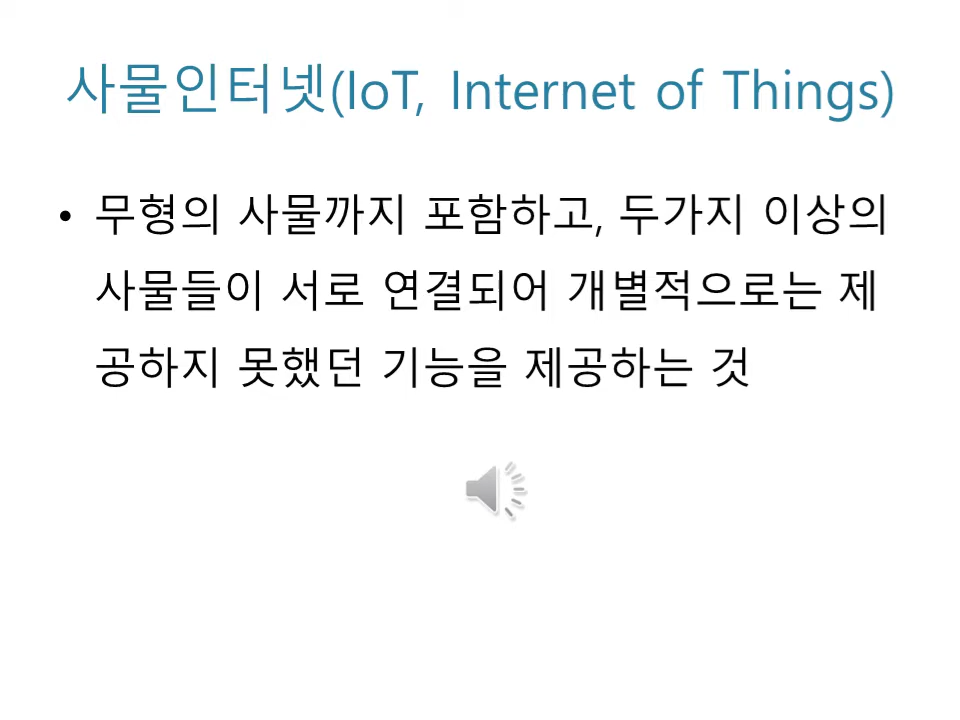 사물인터넷(IoT, Internet of Things)
• 무형의 사물까지 포함하고, 두가지 이상의
사물들이 서로 연결되어 개별적으로는 제
공하지 못했던 기능을 제공하는 것